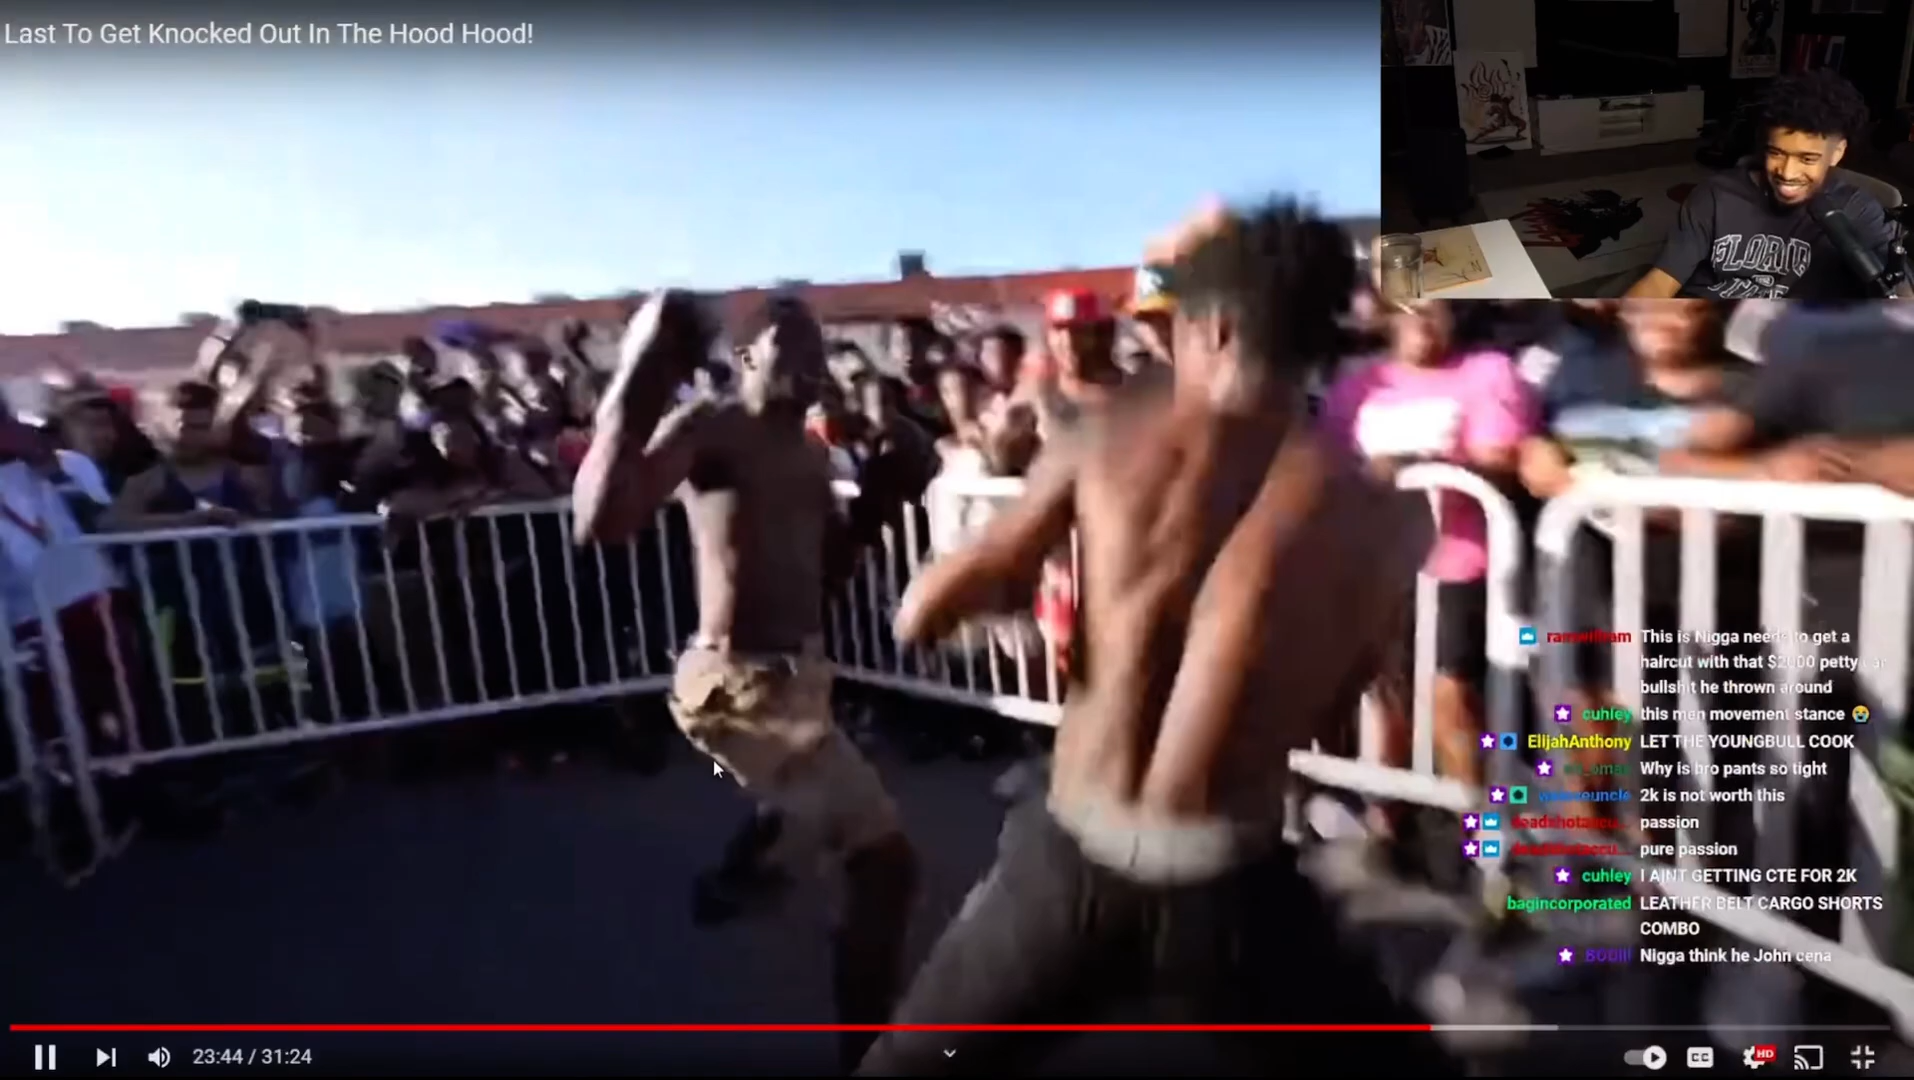 Last To Get Knocked Out In The Hood Hood!
This is Nigga needs to get a
haircut with that $2000 petty
bullshit he thrown around
cuhley this men movement stance 😭
ElijahAnthony LET THE YOUNGBULL COOK
Why is bro pants so tight
2k is not worth this
passion
pure passion
cuhley I AINT GETTING CTE FOR 2K
bagincorporated LEATHER BELT CARGO SHORTS
COMBO
Nigga think he John cena
23:44 / 31:24
CC
HD